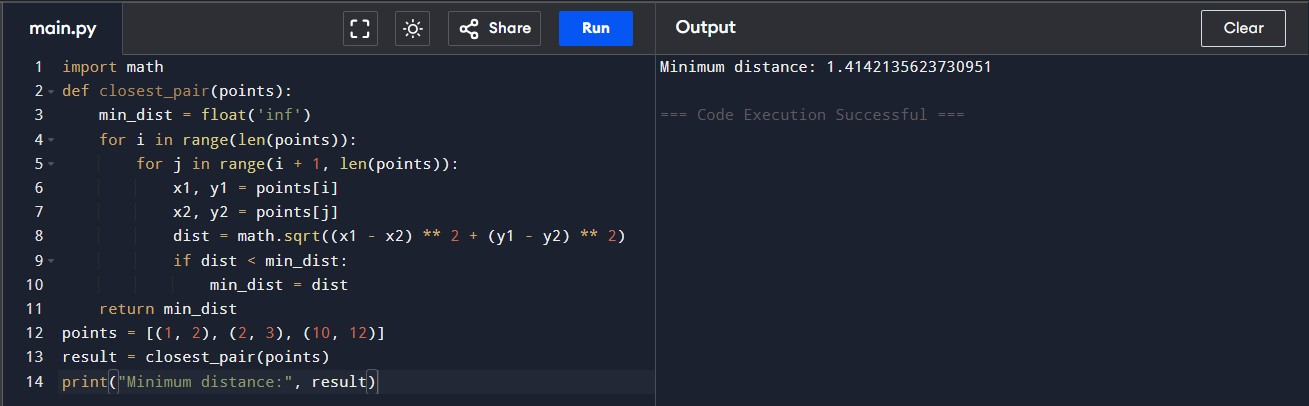 main.py Share Run Output Clear
1 import math
2 def closest_pair(points):
3     min_dist = float('inf')
4     for i in range(len(points)):
5         for j in range(i + 1, len(points)):
6             x1, y1 = points[i]
7             x2, y2 = points[j]
8             dist = math.sqrt((x1 - x2) ** 2 + (y1 - y2) ** 2)
9             if dist < min_dist:
10                 min_dist = dist
11     return min_dist
12 points = [(1, 2), (2, 3), (10, 12)]
13 result = closest_pair(points)
14 print("Minimum distance:", result)
Minimum distance: 1.4142135623730951
=== Code Execution Successful ===